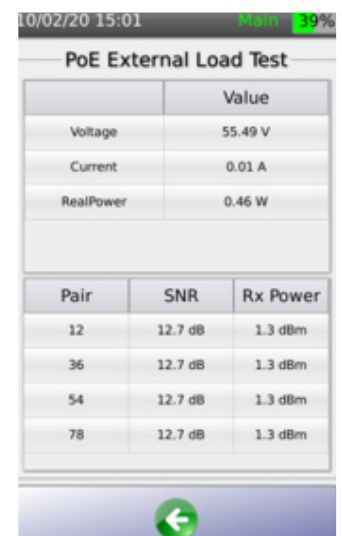 10/02/20 15:01 Main 39%
PoE External Load Test
Value
Voltage 55.49 V
Current 0.01 A
RealPower 0.46 W
Pair SNR Rx Power
12 12.7 dB 1.3 dBm
36 12.7 dB 1.3 dBm
54 12.7 dB 1.3 dBm
78 12.7 dB 1.3 dBm